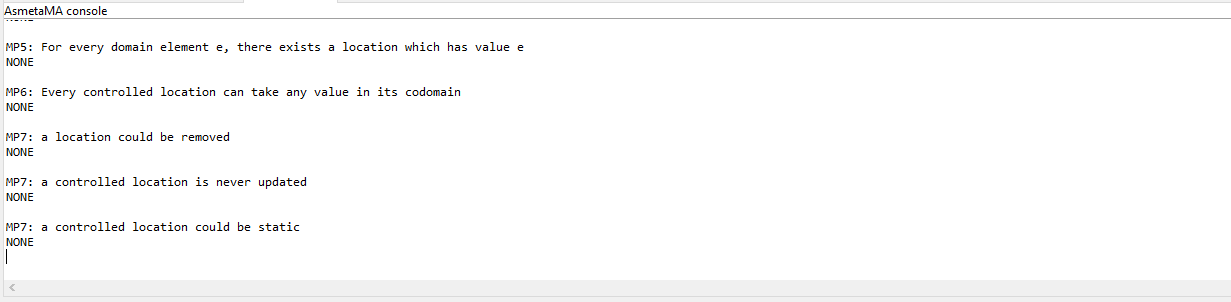 AsmetaMA console
NONE
MP5: For every domain element e, there exists a location which has value e
NONE
MP6: Every controlled location can take any value in its codomain
NONE
MP7: a location could be removed
NONE
MP7: a controlled location is never updated
NONE
MP7: a controlled location could be static
NONE